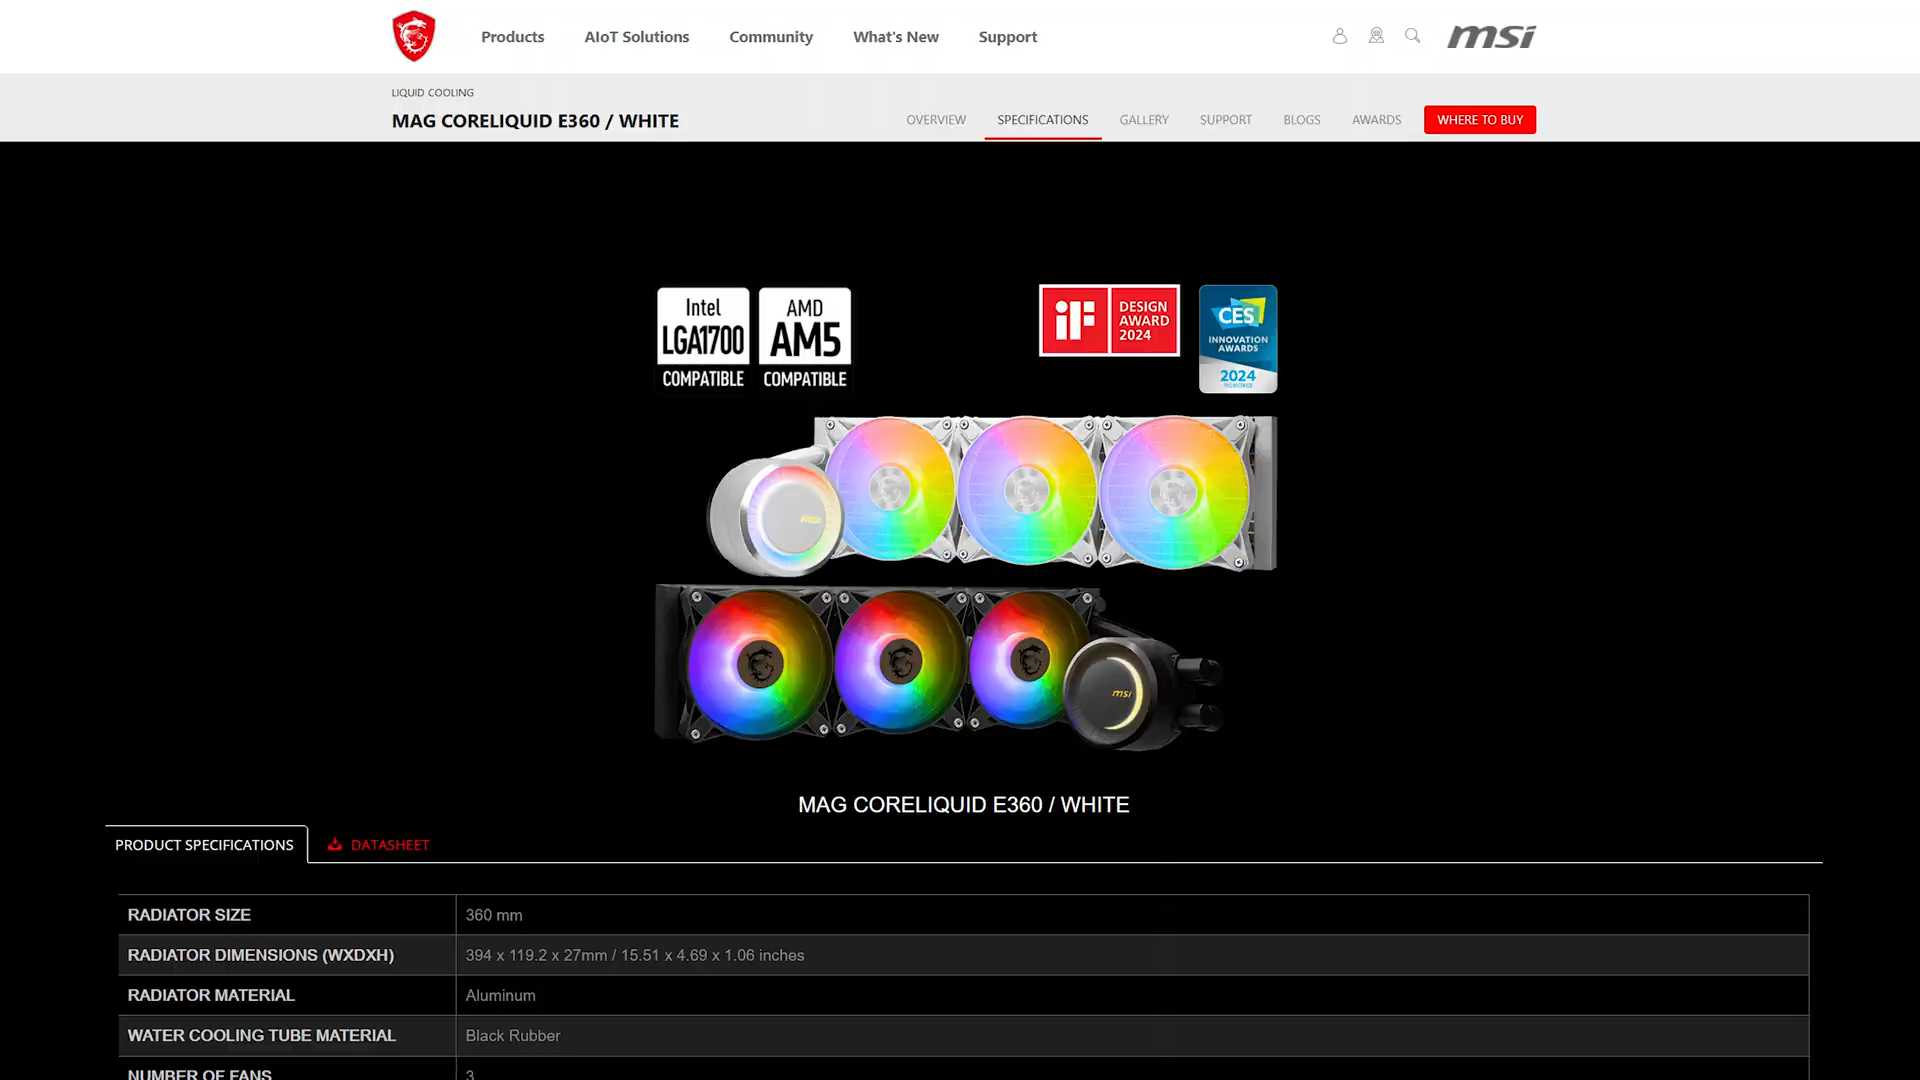 Products AIoT Solutions Community What's New Support msi
LIQUID COOLING
MAG CORELIQUID E360 / WHITE
OVERVIEW SPECIFICATIONS GALLERY SUPPORT BLOGS AWARDS WHERE TO BUY
Intel
LGA1700
COMPATIBLE
AMD
AM5
COMPATIBLE
iF
DESIGN
AWARD
2024
CES
INNOVATION
AWARDS
2024
HONOREE
msi
MAG CORELIQUID E360 / WHITE
PRODUCT SPECIFICATIONS DATASHEET
RADIATOR SIZE 360 mm
RADIATOR DIMENSIONS (WXDXH) 394 x 119.2 x 27mm / 15.51 x 4.69 x 1.06 inches
RADIATOR MATERIAL Aluminum
WATER COOLING TUBE MATERIAL Black Rubber
NUMBER OF FANS 3